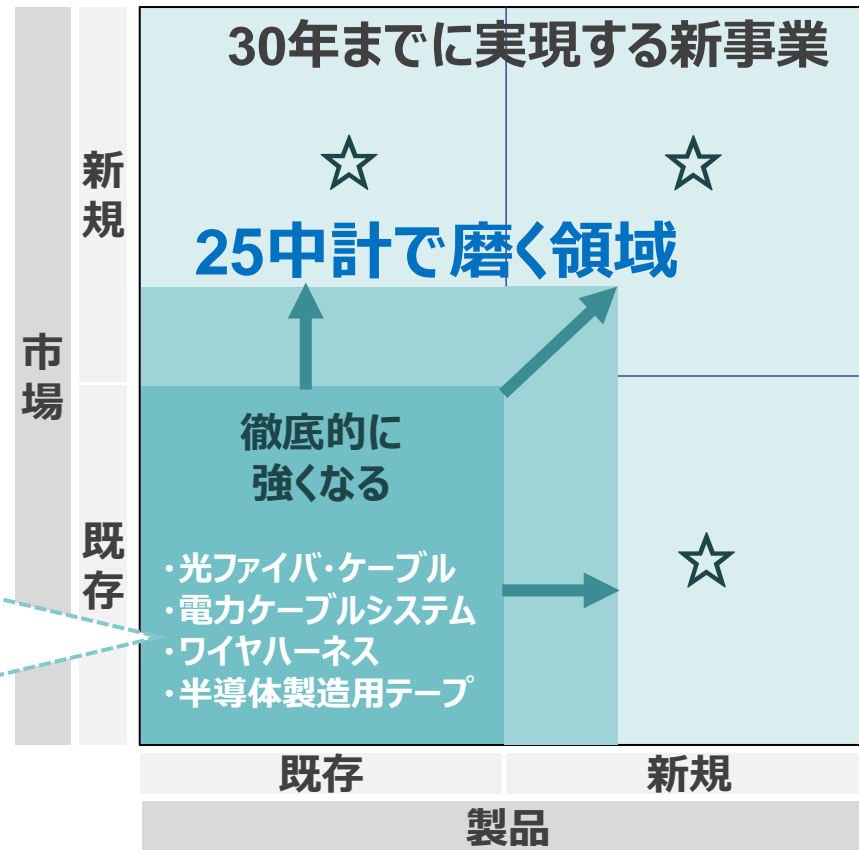 30年までに実現する新事業
☆
☆
25中計で磨く領域
新規
市場
徹底的に
強くなる
既存
・光ファイバ・ケーブル
・電力ケーブルシステム
・ワイヤハーネス
・半導体製造用テープ
☆
既存
新規
製品